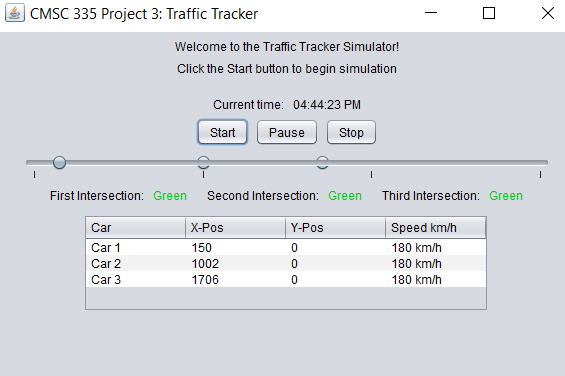 CMSC 335 Project 3: Traffic Tracker
Welcome to the Traffic Tracker Simulator!
Click the Start button to begin simulation
Current time: 04:44:23 PM
Start Pause Stop
First Intersection: Green Second Intersection: Green Third Intersection: Green
Car X-Pos Y-Pos Speed km/h
Car 1 150 0 180 km/h
Car 2 1002 0 180 km/h
Car 3 1706 0 180 km/h